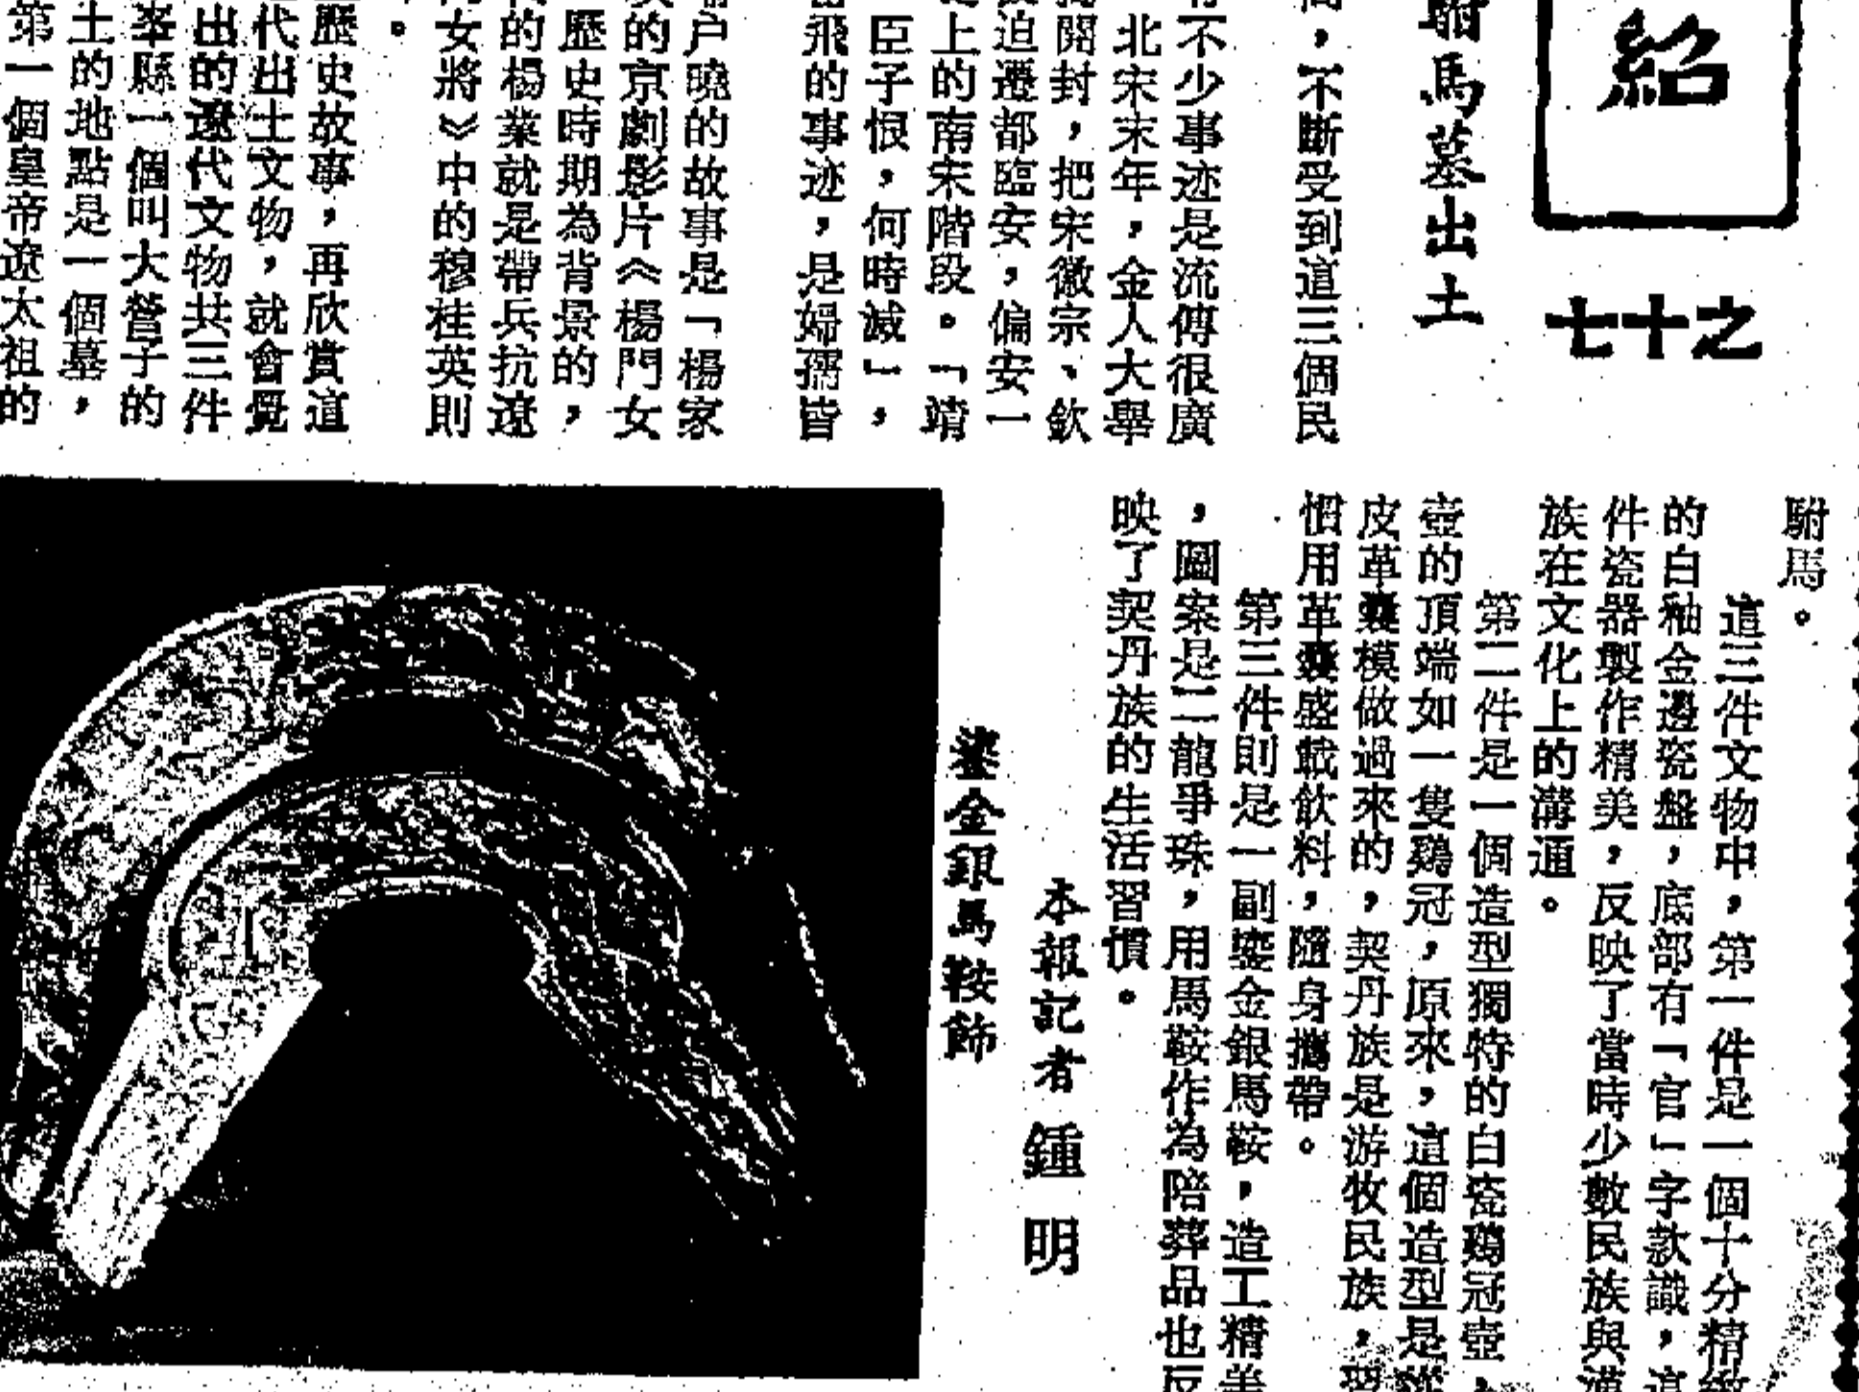 紹
之十七
駙馬墓出土
間，不斷受到這三個民
有不少事迹是流傳很廣
北宋末年，金人大舉
開封，把宋徽宗、欽
被迫遷都臨安，偏安一
史上的南宋階段。「靖
臣子恨，何時滅」，
岳飛的事迹，是婦孺皆
户曉的故事是「楊家
的京劇影片《楊門女
歷史時期為背景的，
的楊業就是帶兵抗遼
女將》中的穆桂英則
。
歷史故事，再欣賞這
代出土文物，就會覺
出的遼代文物共三件
峯縣一個叫大營子的
土的地點是一個墓，
第一個皇帝遼太祖的
駙馬。
這三件文物中，第一件是一個十分精緻
的白釉金邊瓷盤，底部有「官」字款識，這
件瓷器製作精美，反映了當時少數民族與漢
族在文化上的溝通。
第二件是一個造型獨特的白瓷鷄冠壺，
壺的頂端如一隻鷄冠，原來，這個造型是從
皮革囊模做過來的，契丹族是游牧民族，習
慣用革囊盛載飲料，隨身攜帶。
第三件則是一副鎏金銀馬鞍，造工精美
，圖案是二龍爭珠，用馬鞍作為陪葬品也反
映了契丹族的生活習慣。
本報記者 鍾 明
鎏金銀馬鞍飾